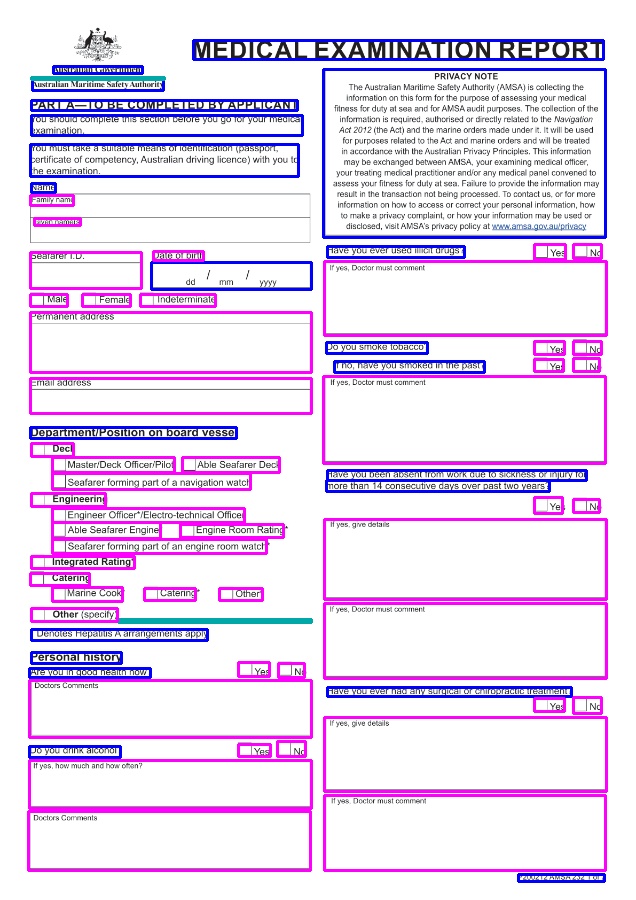 Australian Government
Australian Maritime Safety Authority
MEDICAL EXAMINATION REPORT
PART A—TO BE COMPLETED BY APPLICANT
You should complete this section before you go for your medical
examination.
You must take a suitable means of identification (passport,
certificate of competency, Australian driving licence) with you to
the examination.
Name
Family name
Given name/s
Seafarer I.D.
Date of birth
/ /
dd mm yyyy
Male Female Indeterminate
Permanent address
Email address
Department/Position on board vessel
Deck
Master/Deck Officer/Pilot Able Seafarer Deck
Seafarer forming part of a navigation watch
Engineering
Engineer Officer*/Electro-technical Officer
Able Seafarer Engine Engine Room Rating*
Seafarer forming part of an engine room watch*
Integrated Rating*
Catering
Marine Cook* Catering* Other*
Other (specify)
* Denotes Hepatitis A arrangements apply
Personal history
Are you in good health now? Yes No
Doctors Comments
Do you drink alcohol? Yes No
If yes, how much and how often?
Doctors Comments
PRIVACY NOTE
The Australian Maritime Safety Authority (AMSA) is collecting the
information on this form for the purpose of assessing your medical
fitness for duty at sea and for AMSA audit purposes. The collection of
the information is required, authorised or directly related to the Navigation
Act 2012 (the Act) and the marine orders made under it. It will be used
for purposes related to the Act and marine orders and will be treated
in accordance with the Australian Privacy Principles. This information
may be exchanged between AMSA, your examining medical officer,
your treating medical practitioner and/or any medical panel convened to
assess your fitness for duty at sea. Failure to provide the information may
result in the transaction not being processed. To contact us, or for more
information on how to access or correct your personal information, how
to make a privacy complaint, or how your information may be used or
disclosed, visit AMSA's privacy policy at www.amsa.gov.au/privacy
Have you ever used illicit drugs? Yes No
If yes, Doctor must comment
Do you smoke tobacco? Yes No
If no, have you smoked in the past? Yes No
If yes, Doctor must comment
Have you been absent from work due to sickness or injury for
more than 14 consecutive days over past two years?
Yes No
If yes, give details
If yes, Doctor must comment
Have you ever had any surgical or chiropractic treatment?
Yes No
If yes, give details
If yes, Doctor must comment